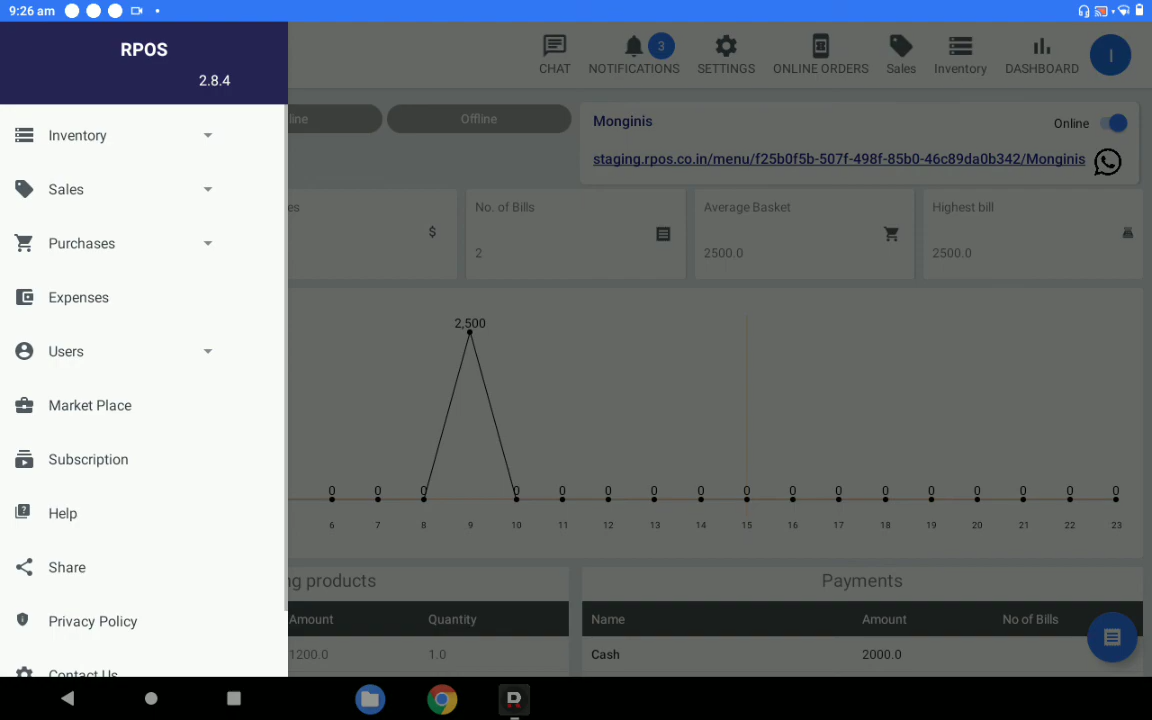 9:26 am
RPOS
2.8.4
Inventory
Sales
Purchases
Expenses
Users
Market Place
Subscription
Help
Share
Privacy Policy
Contact Us
CHAT
NOTIFICATIONS
3
SETTINGS
ONLINE ORDERS
Sales
Inventory
DASHBOARD
I
line
Offline
Monginis
Online
staging.rpos.co.in/menu/f25b0f5b-507f-498f-85b0-46c89da0b342/Monginis
es
$
No. of Bills
2
Average Basket
2500.0
Highest bill
2500.0
2,500
0 0 0 0 0 0 0 0 0 0 0 0 0 0 0 0 0
6 7 8 9 10 11 12 13 14 15 16 17 18 19 20 21 22 23
ng products
Amount Quantity
1200.0 1.0
Payments
Name Amount No of Bills
Cash 2000.0